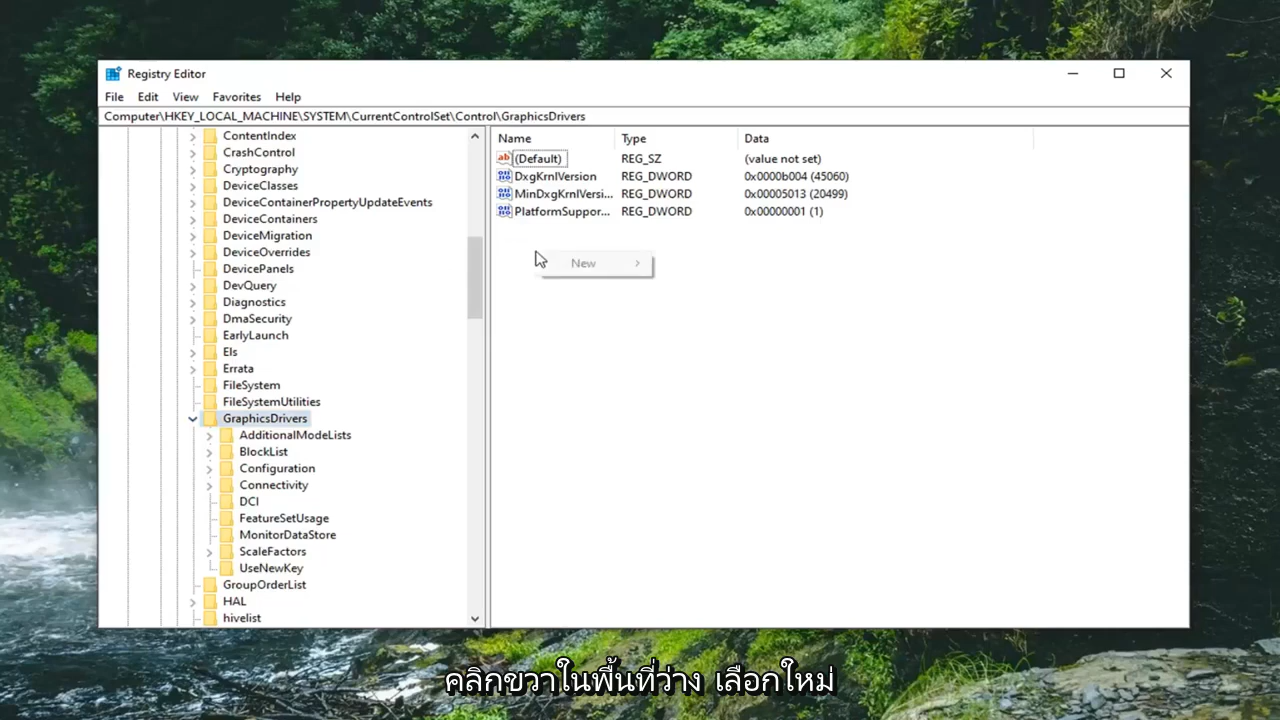 Registry Editor
File Edit View Favorites Help
Computer\HKEY_LOCAL_MACHINE\SYSTEM\CurrentControlSet\Control\GraphicsDrivers
ContentIndex
CrashControl
Cryptography
DeviceClasses
DeviceContainerPropertyUpdateEvents
DeviceContainers
DeviceMigration
DeviceOverrides
DevicePanels
DevQuery
Diagnostics
DmaSecurity
EarlyLaunch
Els
Errata
FileSystem
FileSystemUtilities
GraphicsDrivers
AdditionalModeLists
BlockList
Configuration
Connectivity
DCI
FeatureSetUsage
MonitorDataStore
ScaleFactors
UseNewKey
GroupOrderList
HAL
hivelist
Name Type Data
(Default) REG_SZ (value not set)
DxgKrnlVersion REG_DWORD 0x0000b004 (45060)
MinDxgKrnlVersi... REG_DWORD 0x00005013 (20499)
PlatformSuppor... REG_DWORD 0x00000001 (1)
New
คลิกขวาในพื้นที่ว่าง เลือกใหม่